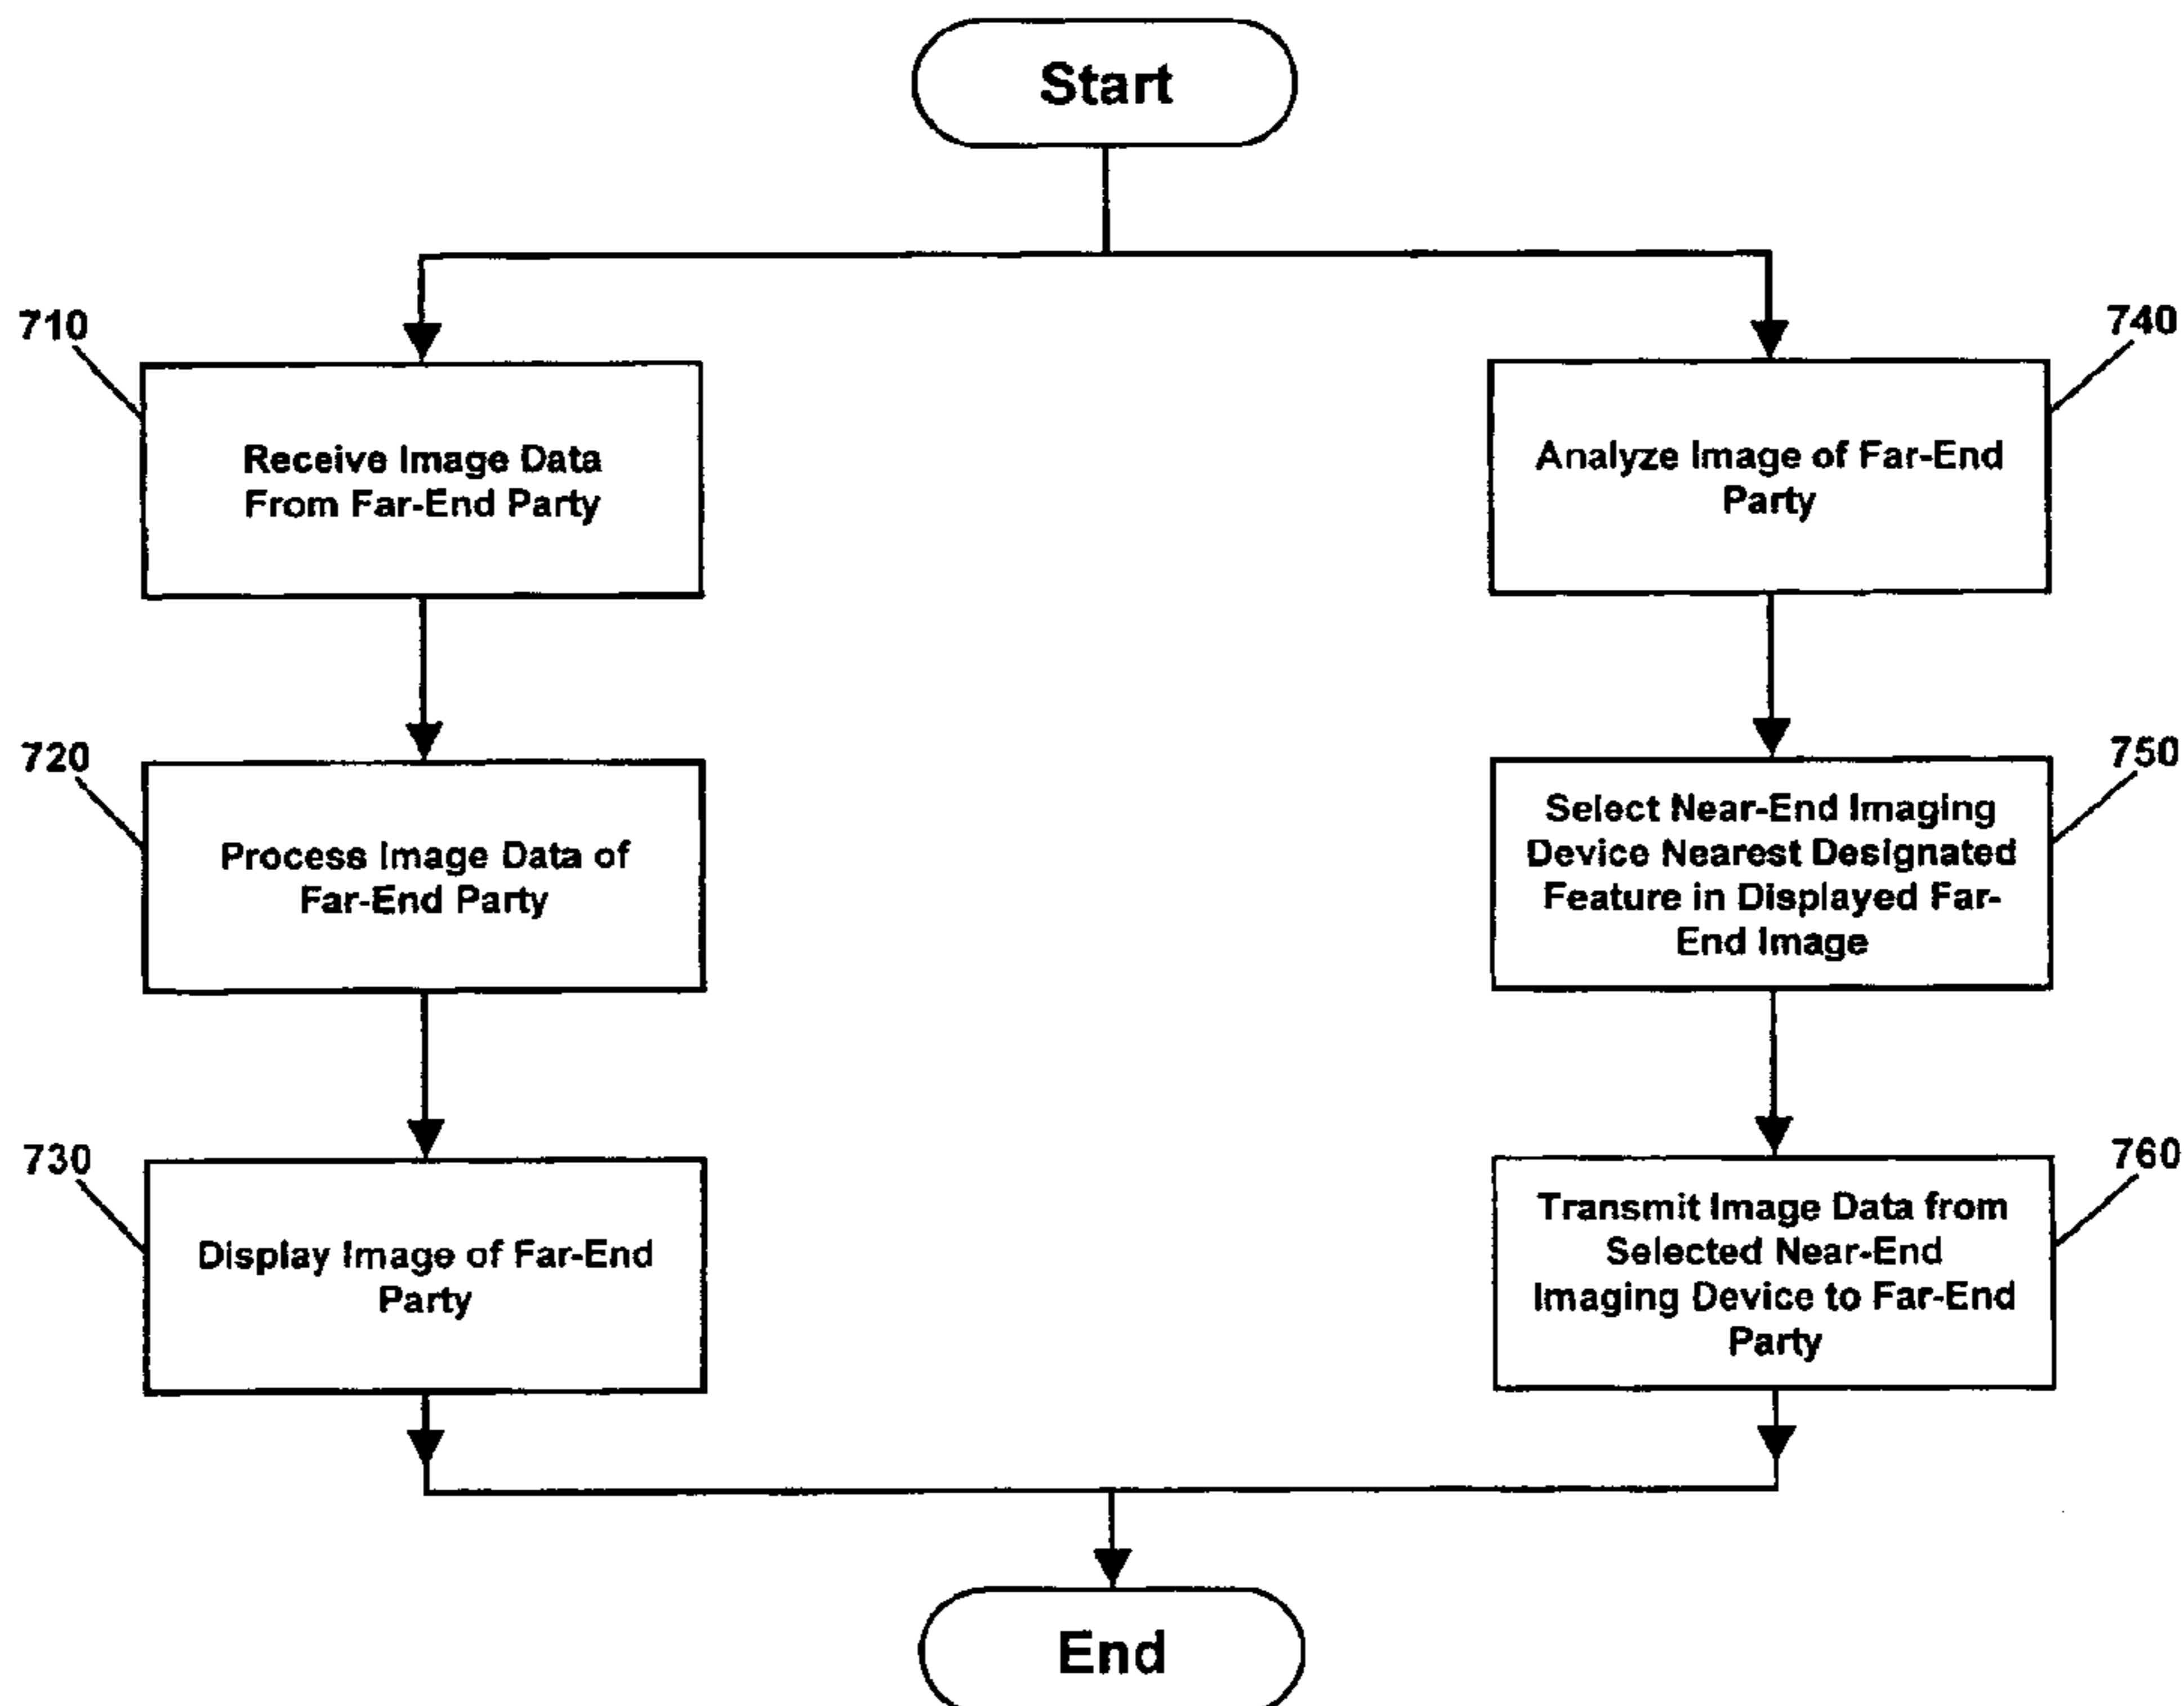 Start
710
Receive Image Data
From Far-End Party
720
Process Image Data of
Far-End Party
730
Display Image of Far-End
Party
740
Analyze Image of Far-End
Party
750
Select Near-End Imaging
Device Nearest Designated
Feature in Displayed Far-
End Image
760
Transmit Image Data from
Selected Near-End
Imaging Device to Far-End
Party
End